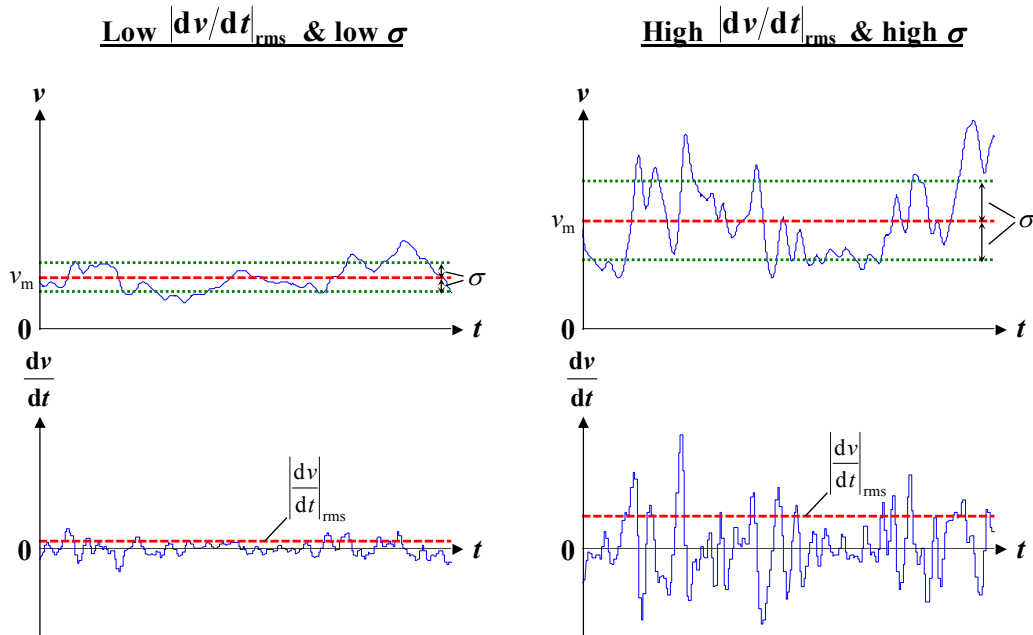 Low |dv/dt|rms & low σ
High |dv/dt|rms & high σ
v
vm
σ
0
t
v
vm
σ
0
t
dv
dt
|dv/dt|rms
0
t
dv
dt
|dv/dt|rms
0
t